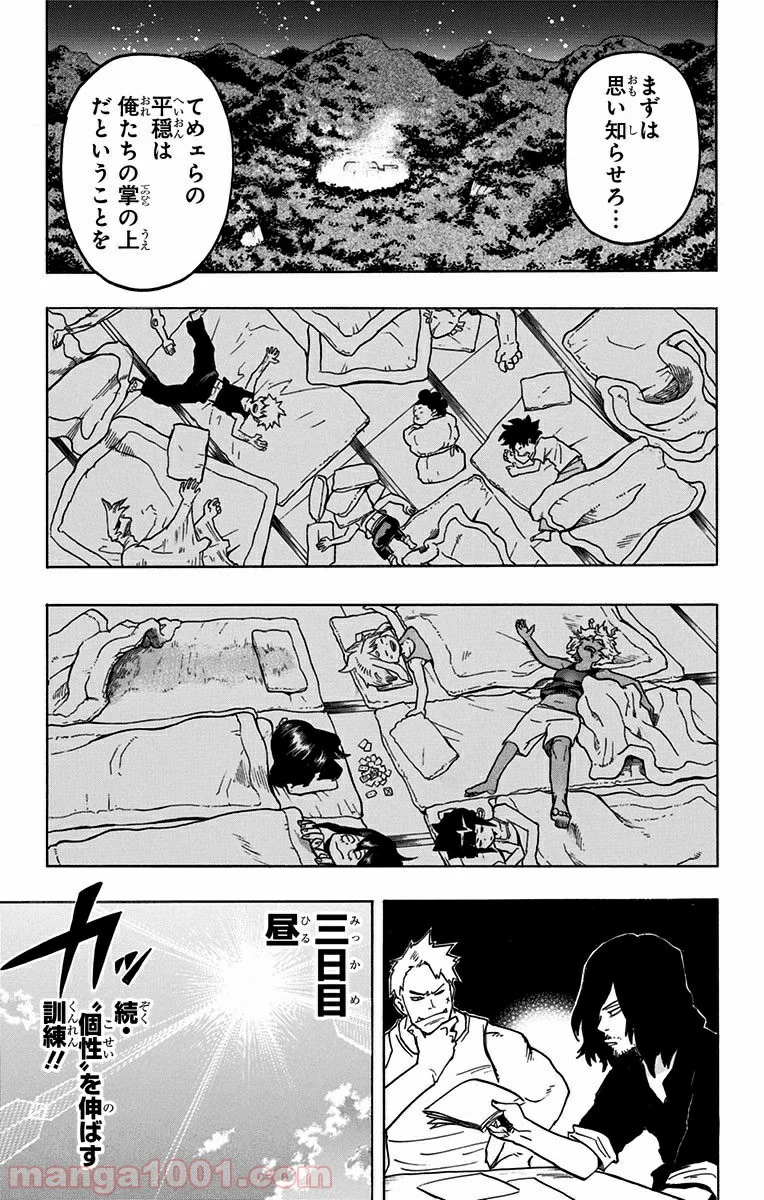 まずは
思い知らせろ…
てめェらの
平穏は
俺たちの掌の上
だということを
三日目
昼
カッ
続・
〝個性〟を伸ばす
訓練!!
manga1001.com